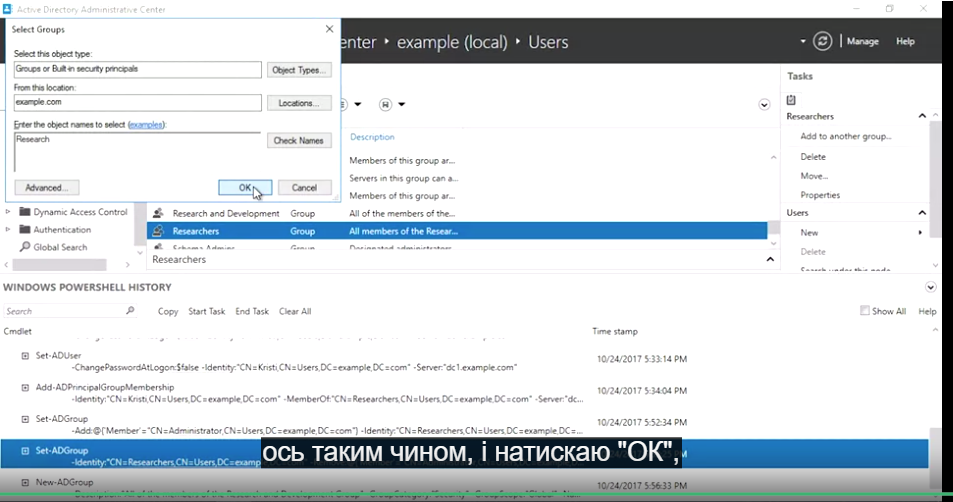 Active Directory Administrative Center
Select Groups
Select this object type:
Groups or Built-in security principals
Object Types...
From this location:
example.com
Locations...
Enter the object names to select (examples):
Research
Check Names
Advanced...
OK
Cancel
enter • example (local) • Users
Manage
Help
Description
Members of this group ar...
Servers in this group can a...
Members of this group ar...
Research and Development Group All of the members of the...
Researchers Group All members of the Resear...
Schema Admins Group Designated administrators
Researchers
Dynamic Access Control
Authentication
Global Search
Tasks
Researchers
Add to another group...
Delete
Move...
Properties
Users
New
Delete
Search under this node
WINDOWS POWERSHELL HISTORY
Search
Copy Start Task End Task Clear All
Show All Help
Cmdlet Time stamp
Set-ADUser 10/24/2017 5:33:14 PM
-ChangePasswordAtLogon:$false -Identity:"CN=Kristi,CN=Users,DC=example,DC=com" -Server:"dc1.example.com"
Add-ADPrincipalGroupMembership 10/24/2017 5:34:04 PM
-Identity:"CN=Kristi,CN=Users,DC=example,DC=com" -MemberOf:"CN=Researchers,CN=Users,DC=example,DC=com" -Server:"dc...
Set-ADGroup 10/24/2017 5:52:34 PM
-Add:@{'Member'="CN=Administrator,CN=Users,DC=example,DC=com"} -Identity:"CN=Researchers,CN=Users,DC=example,DC=com...
Set-ADGroup
-Identity:"CN=Researchers,CN=Users,DC=ex
ось таким чином, і натискаю "ОК",
New-ADGroup 10/24/2017 5:56:33 PM